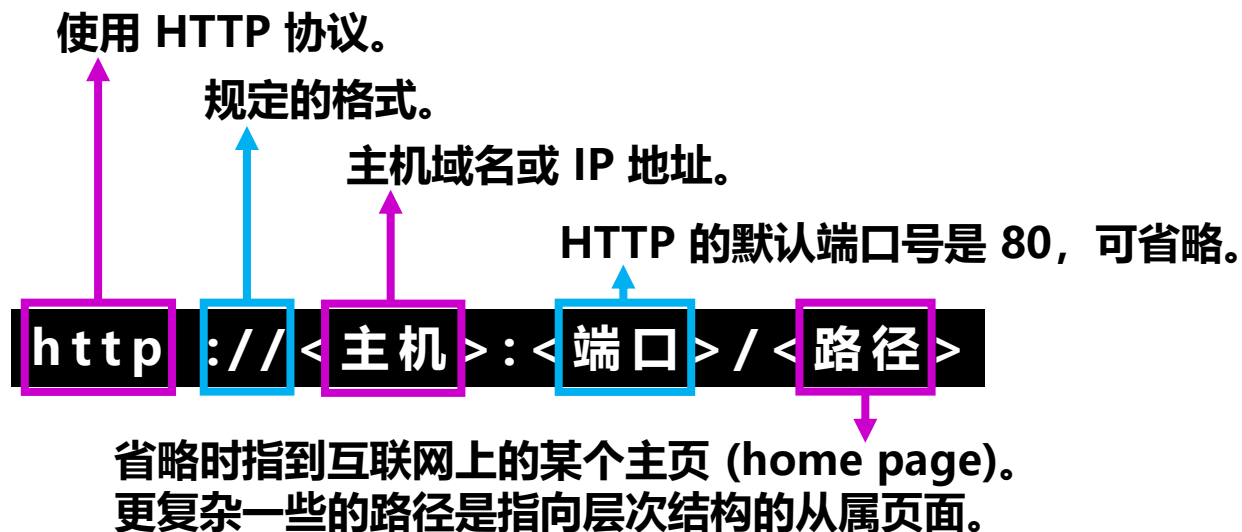 使用 HTTP 协议。
规定的格式。
主机域名或 IP 地址。
HTTP 的默认端口号是 80，可省略。
http://<主机>:<端口>/<路径>
省略时指到互联网上的某个主页 (home page)。
更复杂一些的路径是指向层次结构的从属页面。